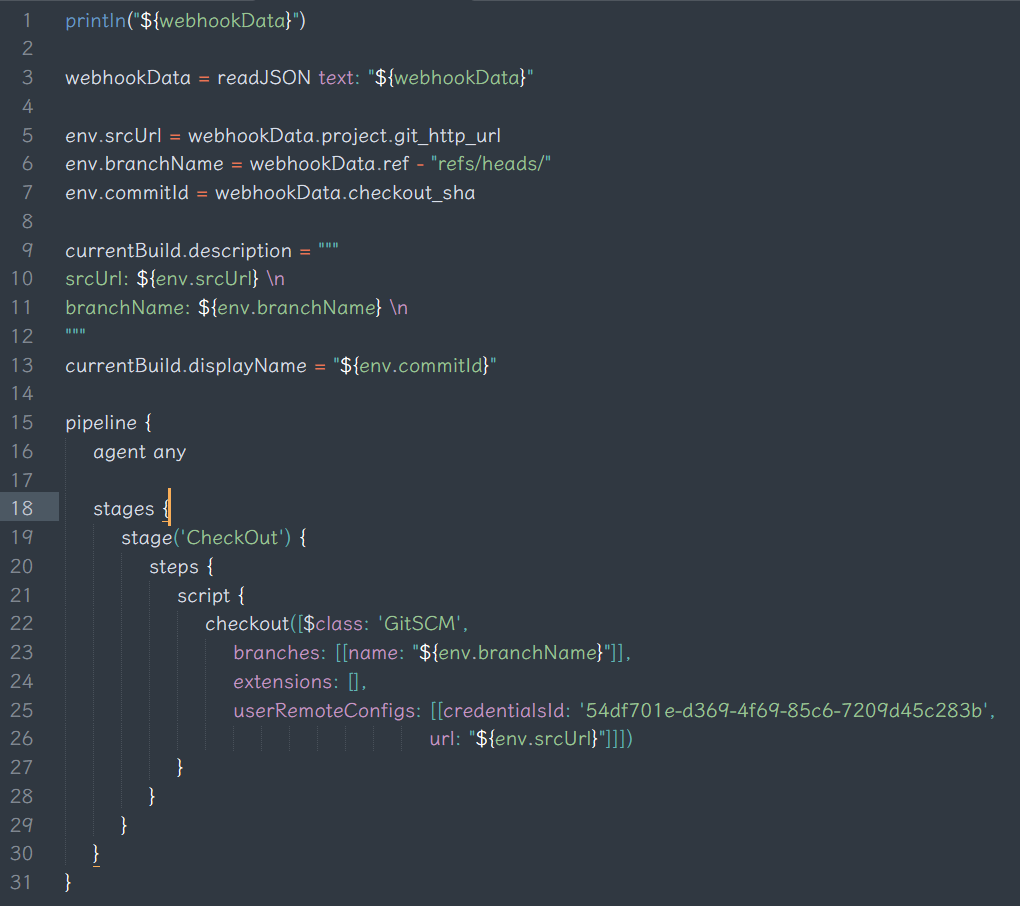 1 println("${webhookData}")
2
3 webhookData = readJSON text: "${webhookData}"
4
5 env.srcUrl = webhookData.project.git_http_url
6 env.branchName = webhookData.ref - "refs/heads/"
7 env.commitId = webhookData.checkout_sha
8
9 currentBuild.description = """
10 srcUrl: ${env.srcUrl} \n
11 branchName: ${env.branchName} \n
12 """
13 currentBuild.displayName = "${env.commitId}"
14
15 pipeline {
16     agent any
17
18     stages {
19         stage('CheckOut') {
20             steps {
21                 script {
22                     checkout([$class: 'GitSCM',
23                         branches: [[name: "${env.branchName}"]],
24                         extensions: [],
25                         userRemoteConfigs: [[credentialsId: '54df701e-d369-4f69-85c6-7209d45c283b',
26                                                      url: "${env.srcUrl}"]]])
27                 }
28             }
29         }
30     }
31 }